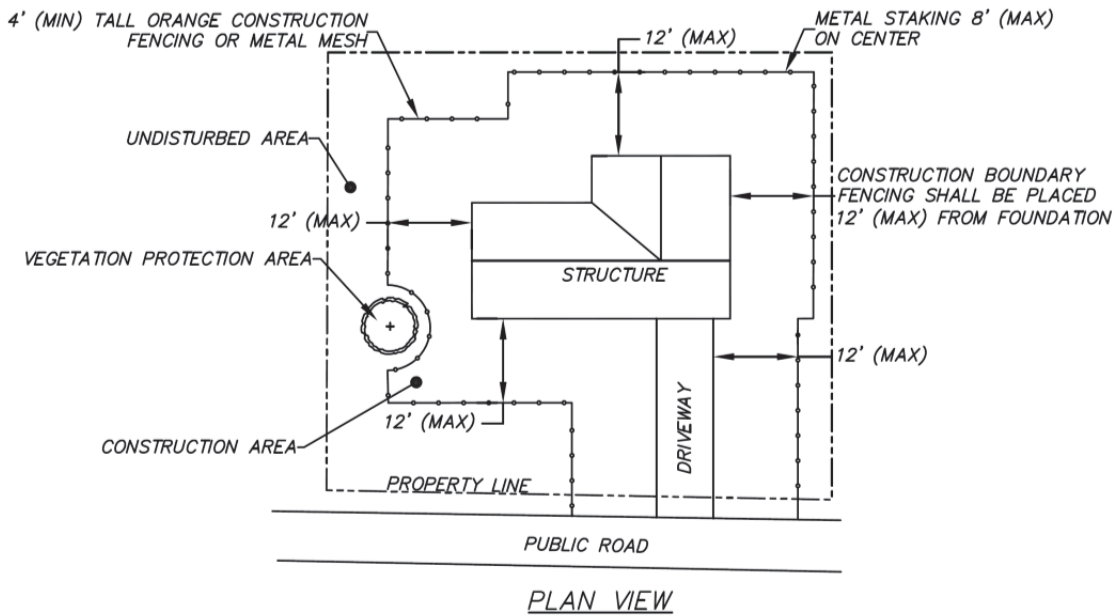 4' (MIN) TALL ORANGE CONSTRUCTION
FENCING OR METAL MESH
12' (MAX)
METAL STAKING 8' (MAX)
ON CENTER
UNDISTURBED AREA
CONSTRUCTION BOUNDARY
FENCING SHALL BE PLACED
12' (MAX) FROM FOUNDATION
12' (MAX)
VEGETATION PROTECTION AREA
STRUCTURE
12' (MAX)
12' (MAX)
DRIVEWAY
CONSTRUCTION AREA
PROPERTY LINE
PUBLIC ROAD
PLAN VIEW